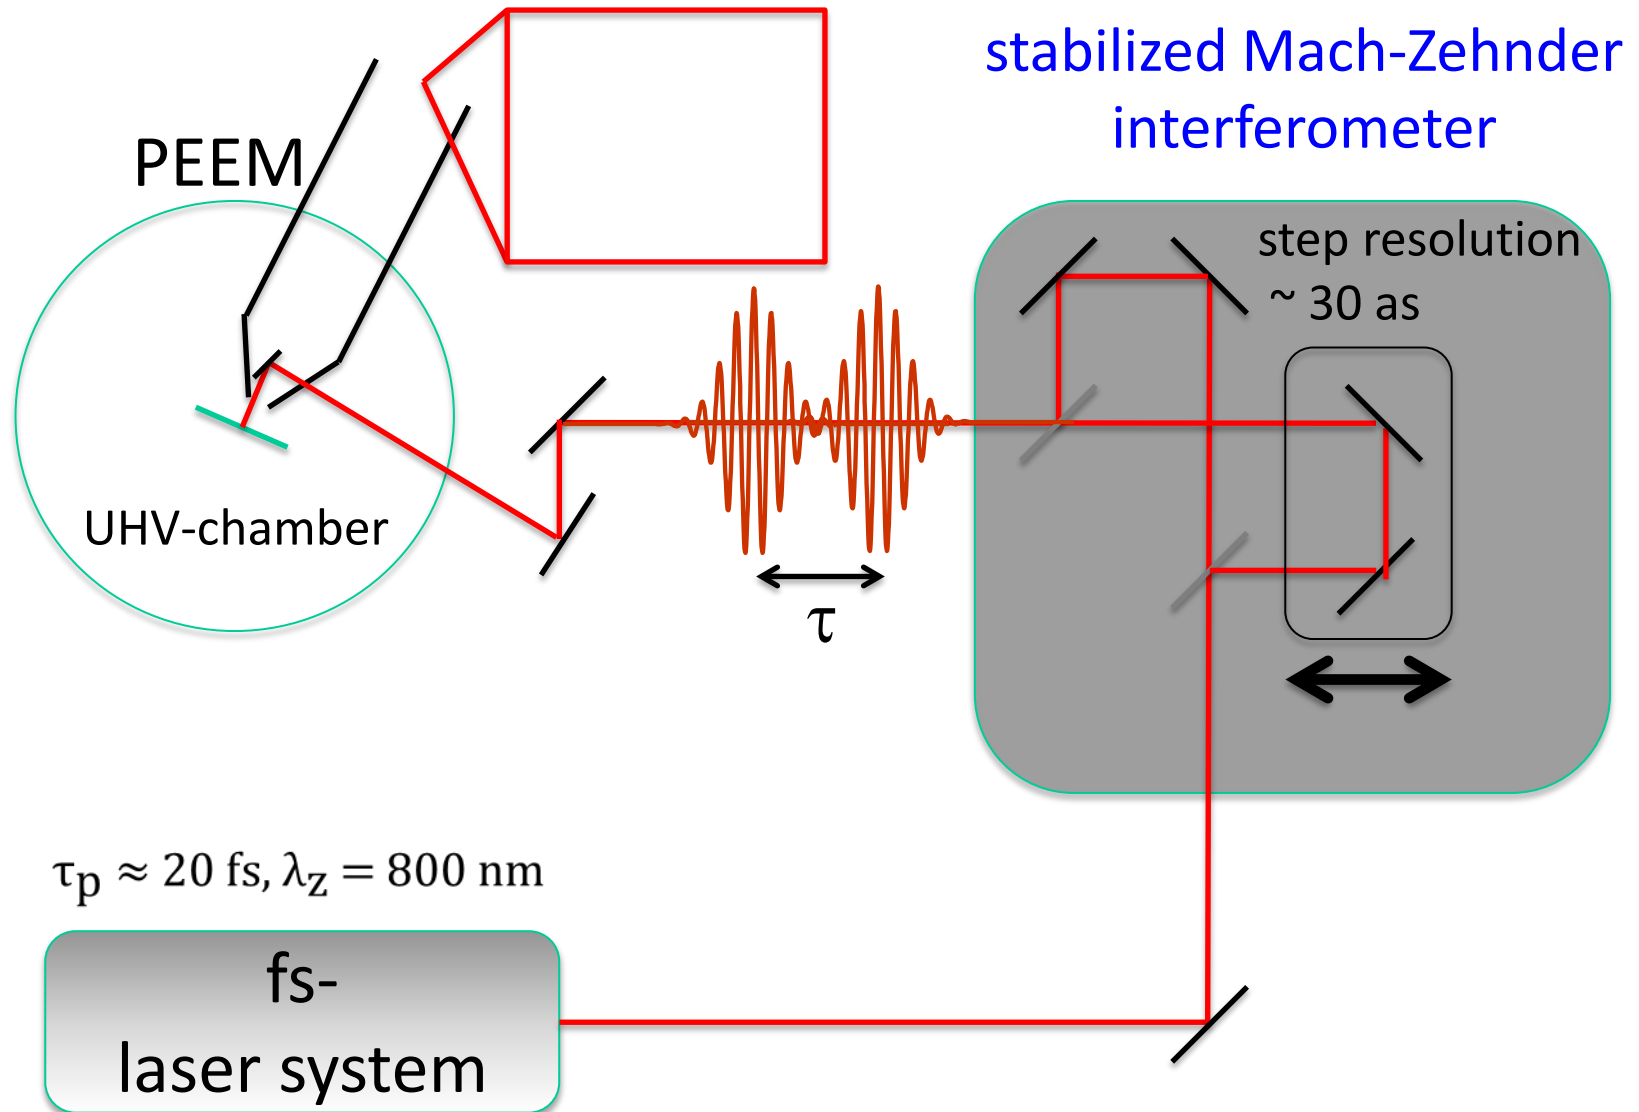 stabilized Mach-Zehnder
interferometer
PEEM
step resolution
~ 30 as
UHV-chamber
τ
τp ≈ 20 fs, λz = 800 nm
fs-
laser system